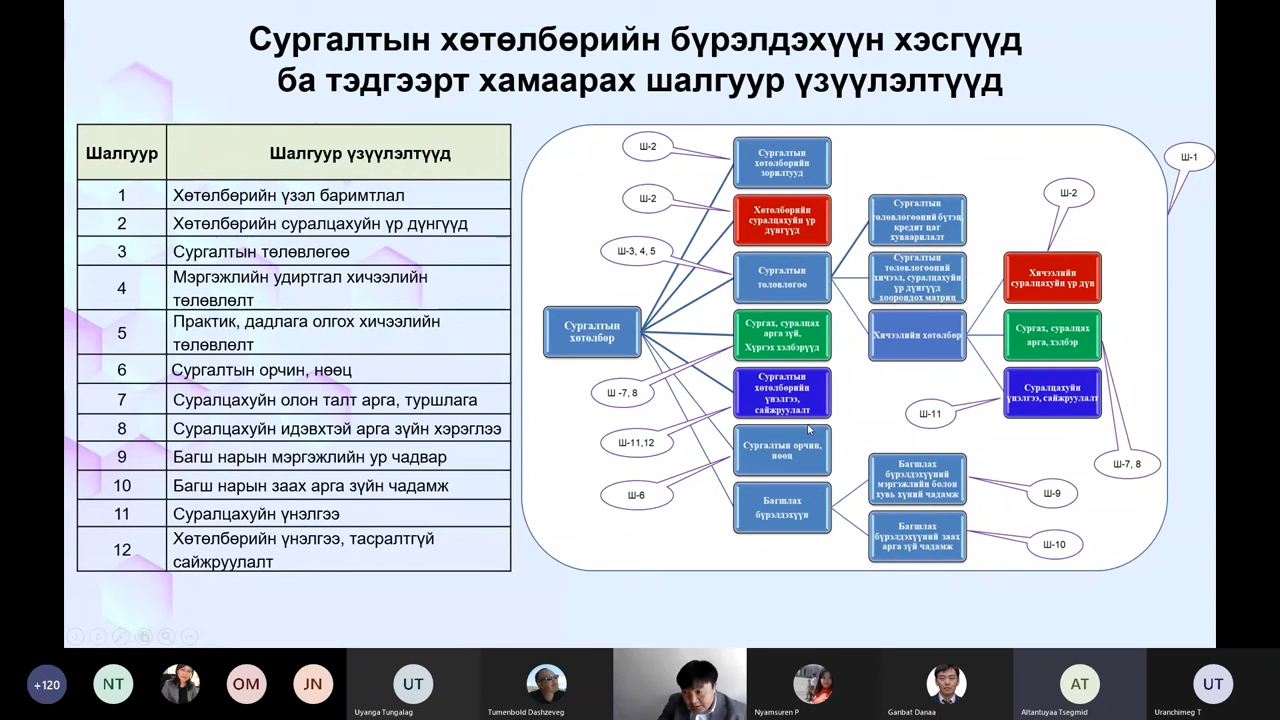 Сургалтын хөтөлбөрийн бүрэлдэхүүн хэсгүүд
ба тэдгээрт хамаарах шалгуур үзүүлэлтүүд
Шалгуур
Шалгуур үзүүлэлтүүд
1
Хөтөлбөрийн үзэл баримтлал
2
Хөтөлбөрийн суралцахуйн үр дүнгүүд
3
Сургалтын төлөвлөгөө
4
Мэргэжлийн удиртгал хичээлийн
төлөвлөлт
5
Практик, дадлага олгох хичээлийн
төлөвлөлт
6
Сургалтын орчин, нөөц
7
Суралцахуйн олон талт арга, туршлага
8
Суралцахуйн идэвхтэй арга зүйн хэрэглээ
9
Багш нарын мэргэжлийн ур чадвар
10
Багш нарын заах арга зүйн чадамж
11
Суралцахуйн үнэлгээ
12
Хөтөлбөрийн үнэлгээ, тасралтгүй
сайжруулалт
Сургалтын
хөтөлбөр
Ш-2
Ш-2
Ш-3, 4, 5
Ш -7, 8
Ш-11,12
Ш-6
Сургалтын
хөтөлбөрийн
зорилтууд
Хөтөлбөрийн
суралцахуйн үр
дүнгүүд
Сургалтын
төлөвлөгөө
Сургах, суралцах
арга зүй,
Хүргэх хэлбэрүүд
Сургалтын
хөтөлбөрийн
үнэлгээ,
сайжруулалт
Сургалтын орчин,
нөөц
Багшлах
бүрэлдэхүүн
Сургалтын
төлөвлөгөөний бүтэц,
кредит цаг
хуваарилалт
Сургалтын
төлөвлөгөөний
хичээл, суралцахуйн
үр дүнгүүд
хоорондох матриц
Хичээлийн хөтөлбөр
Багшлах
бүрэлдэхүүний
мэргэжлийн болон
хувь хүний чадамж
Багшлах
бүрэлдэхүүний заах
арга зүй чадамж
Ш-2
Хичээлийн
суралцахуйн үр дүн
Сургах, суралцах
арга, хэлбэр
Суралцахуйн
үнэлгээ, сайжруулалт
Ш-11
Ш-7, 8
Ш-9
Ш-10
Ш-1
+120
NT
OM
JN
UT
Uyanga Tungalag
Tumenbold Dashzeveg
Nyamsuren P
Ganbat Danaa
AT
Altantuyaa Tsegmid
UT
Uranchimeg T